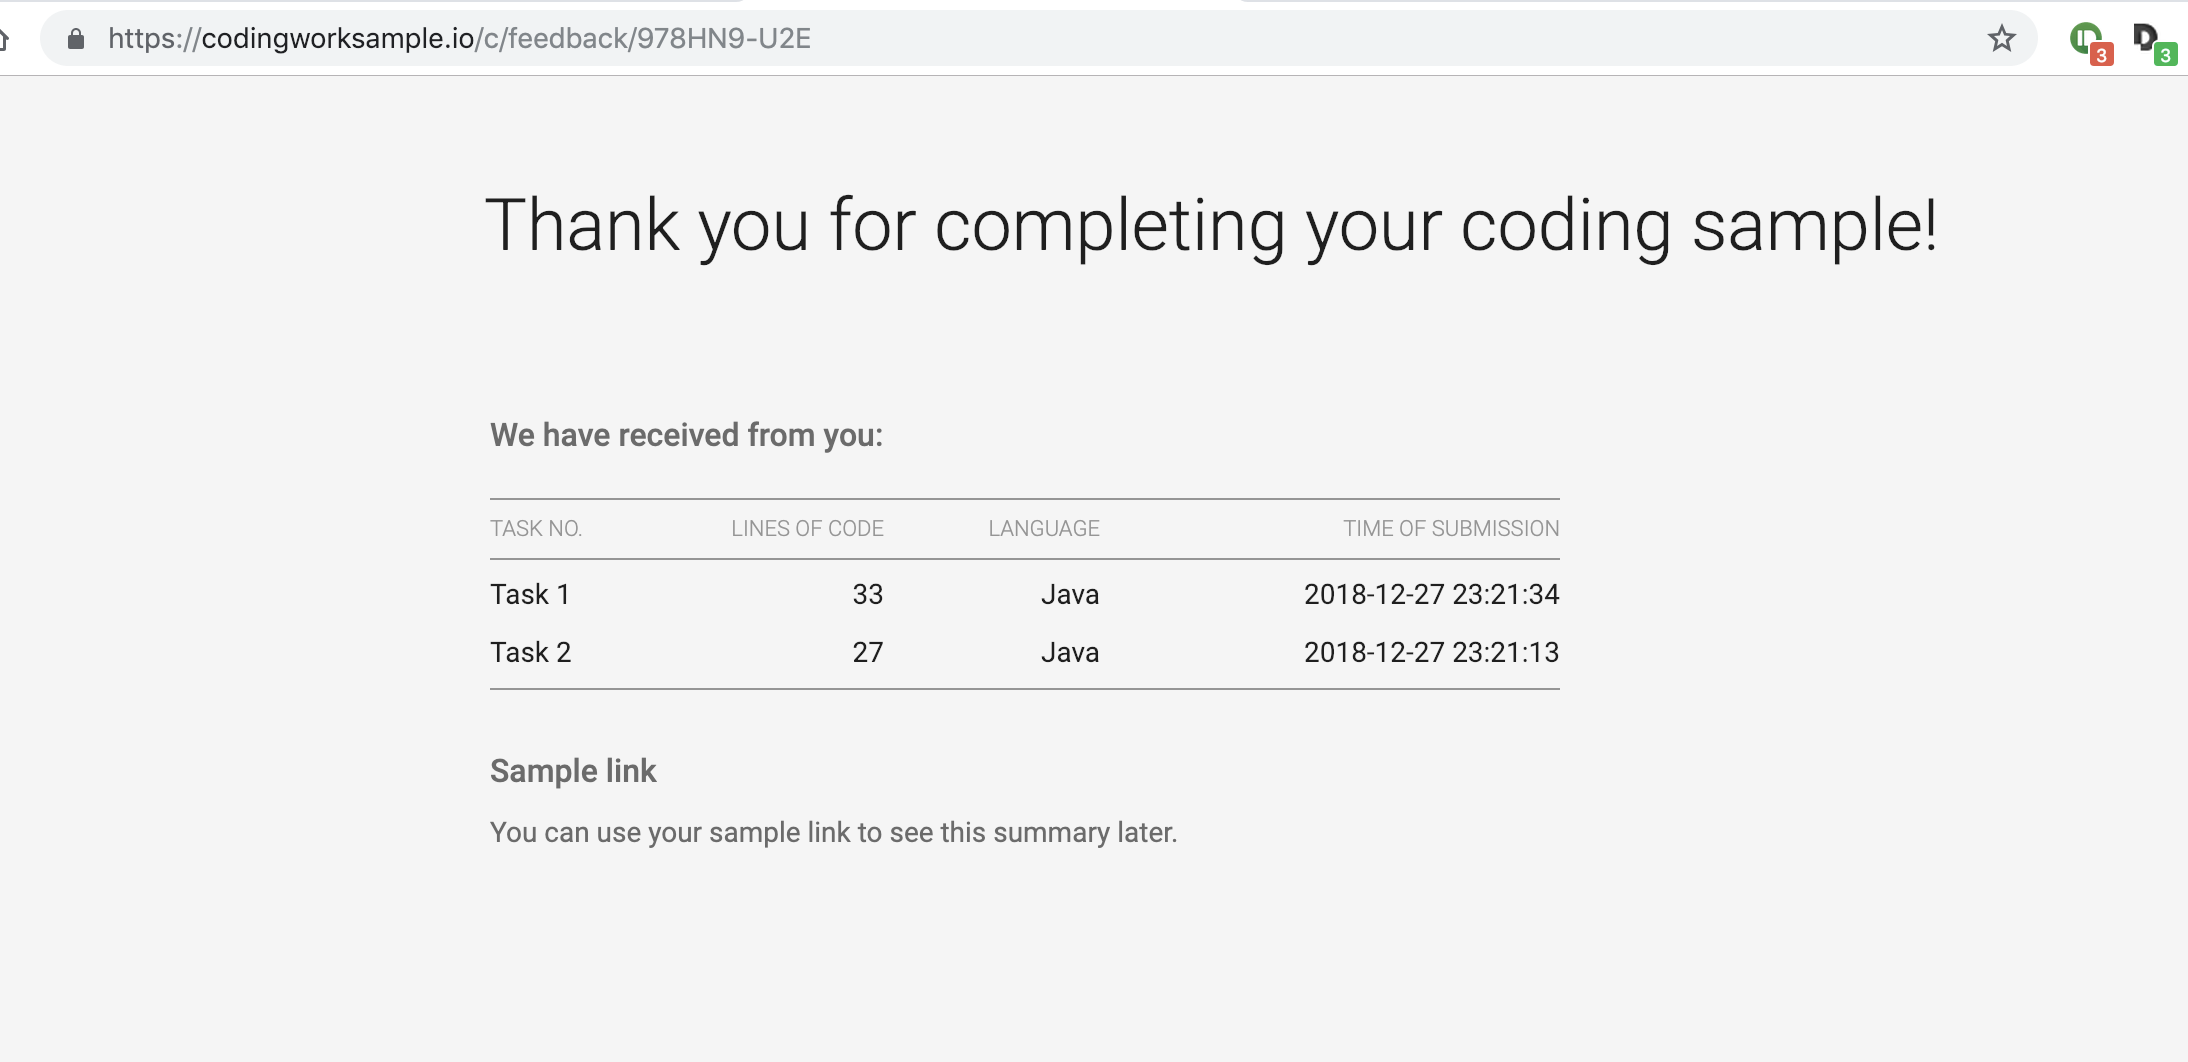 https://codingworksample.io/c/feedback/978HN9-U2E
3
D
3
Thank you for completing your coding sample!
We have received from you:
TASK NO. LINES OF CODE LANGUAGE TIME OF SUBMISSION
Task 1 33 Java 2018-12-27 23:21:34
Task 2 27 Java 2018-12-27 23:21:13
Sample link
You can use your sample link to see this summary later.